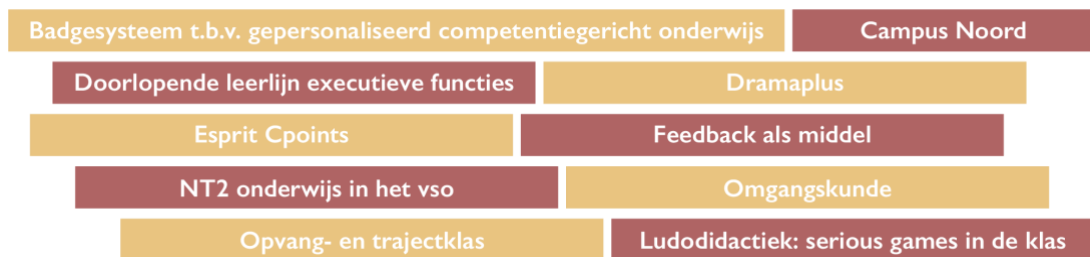 Badgesysteem t.b.v. gepersonaliseerd competentiegericht onderwijs
Campus Noord
Doorlopende leerlijn executieve functies
Dramaplus
Esprit Cpoints
Feedback als middel
NT2 onderwijs in het vso
Omgangskunde
Opvang- en trajectklas
Ludodidactiek: serious games in de klas